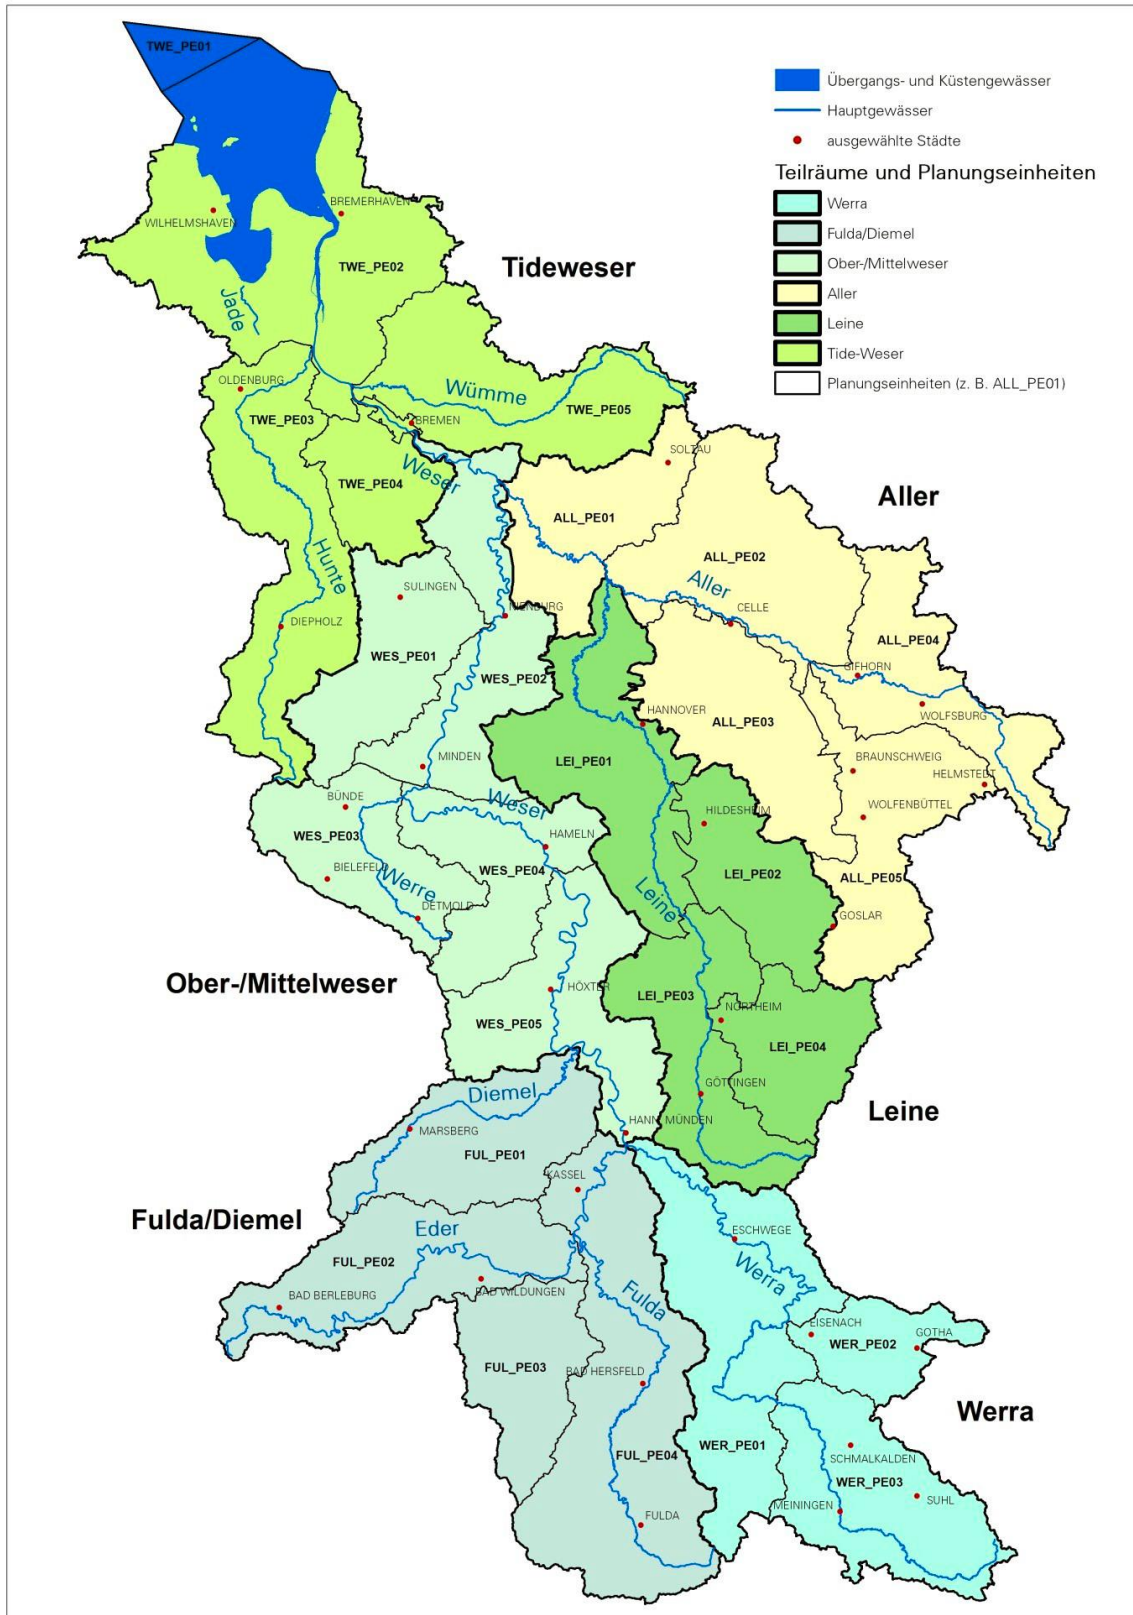 TWE_PE01
Übergangs- und Küstengewässer
Hauptgewässer
ausgewählte Städte
Teilräume und Planungseinheiten
Werra
Fulda/Diemel
Ober-/Mittelweser
Aller
Leine
Tide-Weser
Planungseinheiten (z. B. ALL_PE01)
BREMERHAVEN
WILHELMSHAVEN
TWE_PE02
Tideweser
Jade
OLDENBURG
Wümme
TWE_PE05
TWE_PE03
BREMEN
SOLTAU
Weser
TWE_PE04
Aller
ALL_PE01
ALL_PE02
Hunte
Aller
SULINGEN
NIENBURG
CELLE
DIEPHOLZ
ALL_PE04
WES_PE01
WES_PE02
GIFHORN
HANNOVER
ALL_PE03
WOLFSBURG
LEI_PE01
MINDEN
BRAUNSCHWEIG
HELMSTEDT
BÜNDE
Weser
HILDESHEIM
WOLFENBÜTTEL
WES_PE03
HAMELN
BIELEFELD
Werre
WES_PE04
LEI_PE02
ALL_PE05
Leine
DETMOLD
GOSLAR
Ober-/Mittelweser
HÖXTER
LEI_PE03
NORTHEIM
WES_PE05
LEI_PE04
GÖTTINGEN
Diemel
Leine
HANN. MÜNDEN
MARSBERG
FUL_PE01
KASSEL
Fulda/Diemel
Eder
ESCHWEGE
FUL_PE02
Werra
BAD BERLEBURG
BAD WILDUNGEN
Fulda
EISENACH
GOTHA
WER_PE02
FUL_PE03
BAD HERSFELD
Werra
WER_PE01
FUL_PE04
SCHMALKALDEN
WER_PE03
SUHL
MEININGEN
FULDA